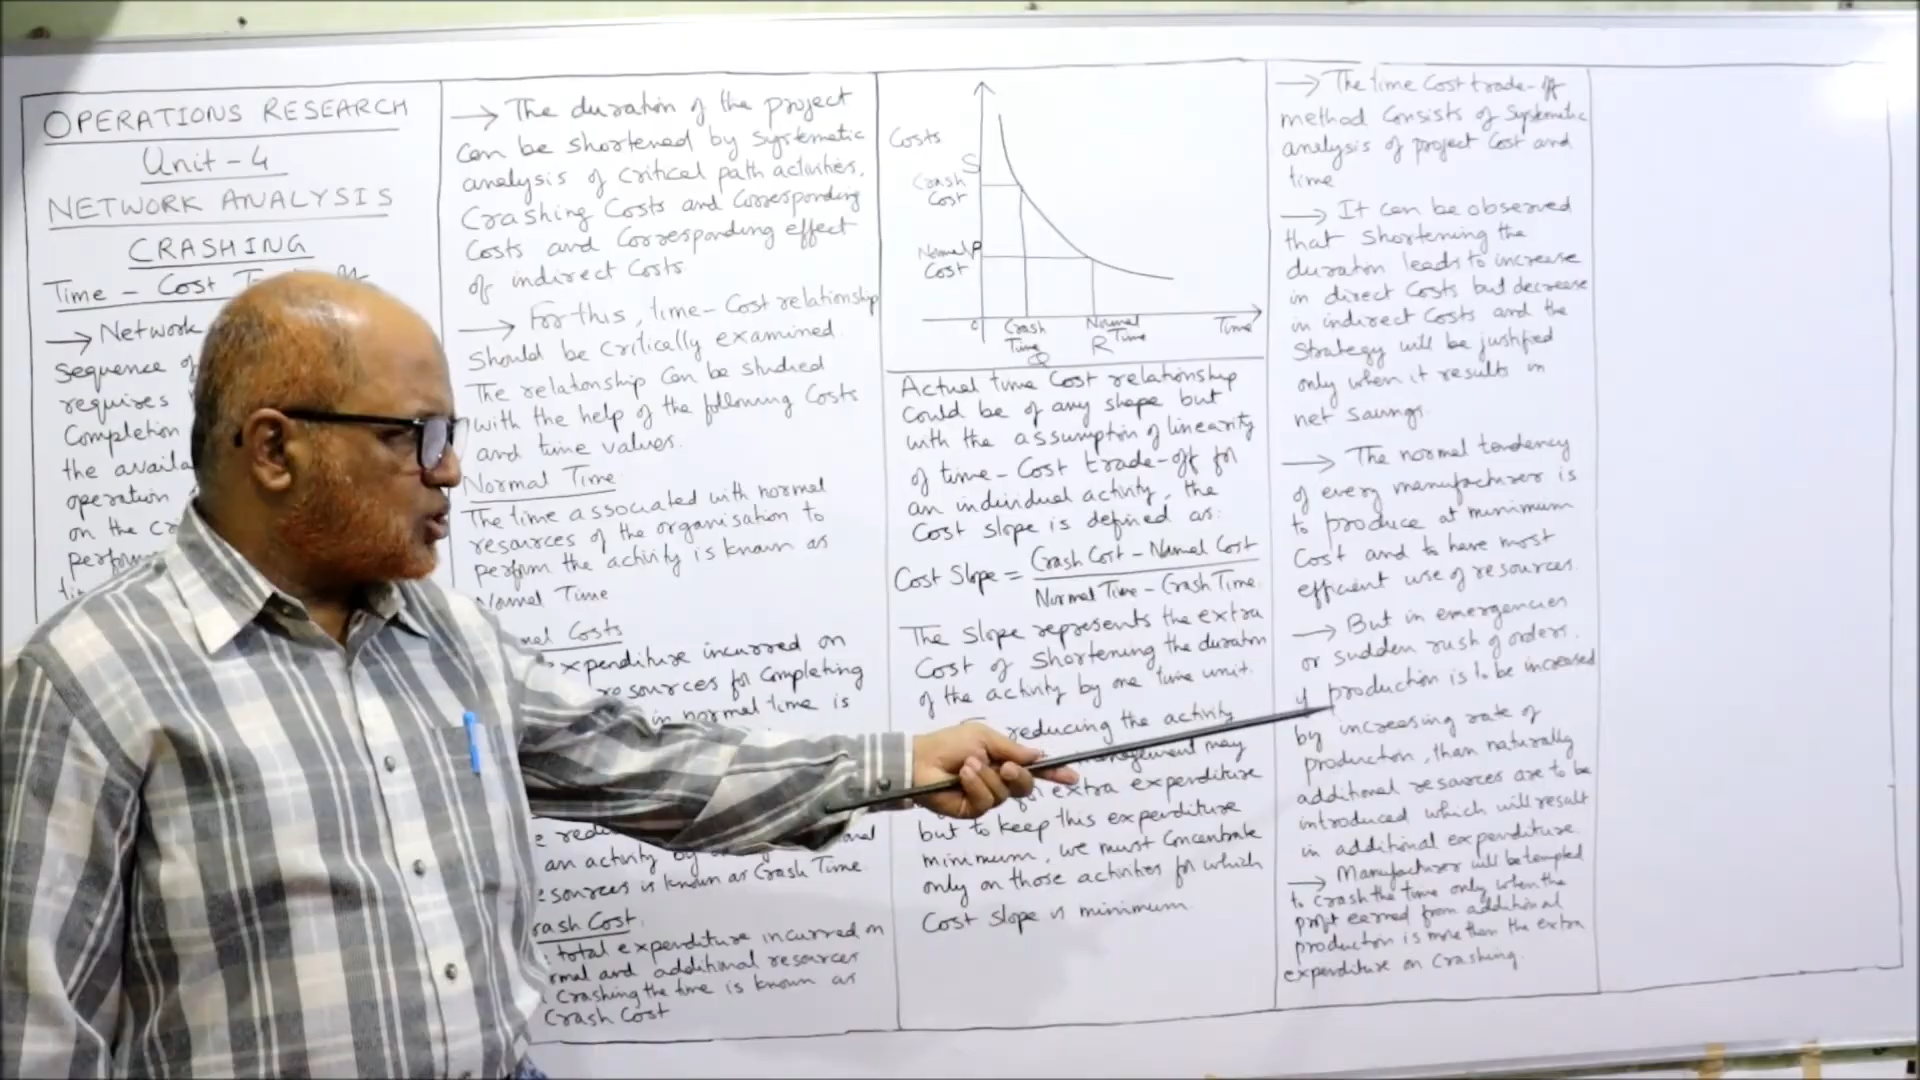 OPERATIONS RESEARCH
Unit-4
NETWORK ANALYSIS
CRASHING
Time - Cost
→ Network
Sequence of
requires
Completion
the
operation
on the
perform
→ The duration of the project
can be shortened by systematic
analysis of critical path activities,
Crashing Costs and Corresponding
Costs and Corresponding effect
of indirect Costs
→ For this, time-Cost relationship
Should be critically examined.
The relationship can be studied
with the help of the following Costs
and time values.
Normal Time
The time associated with normal
resources of the organisation to
perform the activity is known as
Normal Time
Costs
expenditure incurred on
resources for Completing
in normal time is
an activity by
is known as Crash Time
Crash Cost.
total expenditure incurred on
and additional resources
Crashing the time is known as
Crash Cost
Costs
S
Crash
Cost
Normal P
Cost
0
Crash
Time
Q
Normal
Time
R
Time
Actual time Cost relationship
Could be of any shape but
with the assumption of linearity
of time-Cost trade-off for
an individual activity, the
Cost slope is defined as:
Cost Slope = Crash Cost - Normal Cost
Normal Time - Crash Time
The Slope represents the extra
Cost of Shortening the duration
of the activity by one time unit.
reducing the activity
management may
extra expenditure
but to keep this expenditure
minimum, we must Concentrate
only on those activities for which
Cost slope is minimum.
→ The time Cost trade-off
method Consists of Systematic
analysis of project Cost and
time
→ It can be observed
that Shortening the
duration leads to increase
in direct Costs but decrease
in indirect Costs and the
Strategy will be justified
only when it results in
net Savings.
→ The normal tendency
of every manufacturer is
to produce at minimum
Cost and to have most
efficient use of resources.
→ But in emergencies
or sudden rush of orders.
if production is to be increased
by increasing rate of
production, than naturally
additional resources are to be
introduced which will result
in additional expenditure.
→ Manufacturer will be tempted
to Crash the time only when the
profit earned from additional
production is more than the extra
expenditure on Crashing.